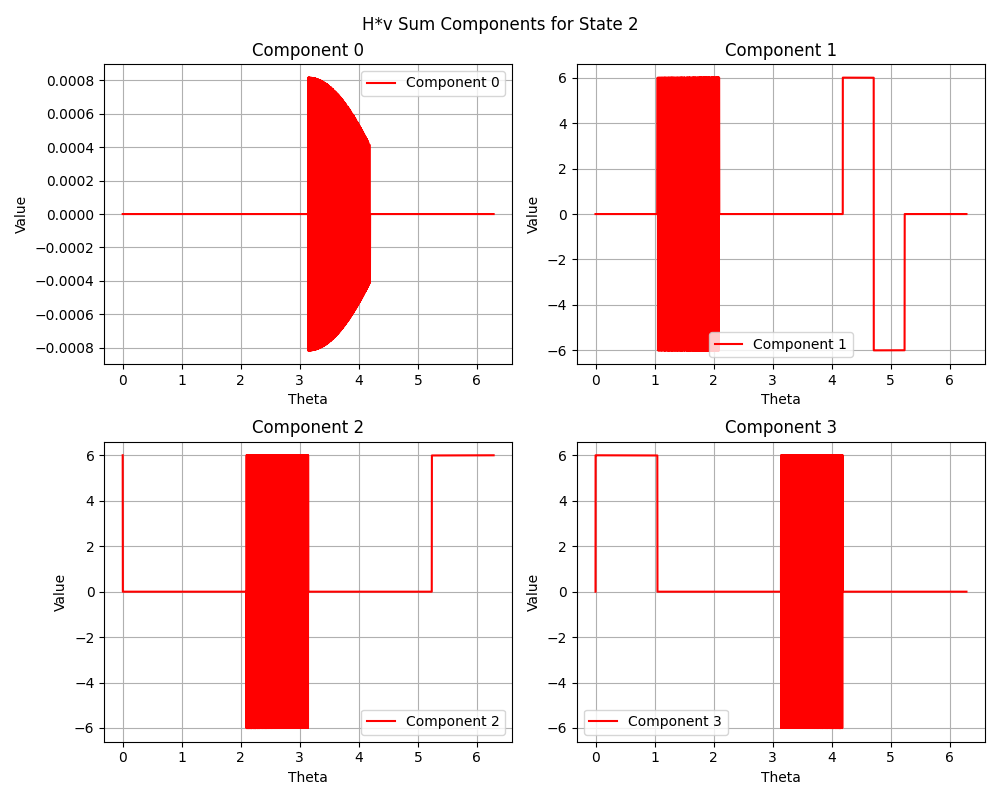 H*v Sum Components for State 2
Component 0
0.0008
0.0006
0.0004
0.0002
0.0000
−0.0002
−0.0004
−0.0006
−0.0008
Value
Component 0
0 1 2 3 4 5 6
Theta
Component 1
6
4
2
0
−2
−4
−6
Value
Component 1
0 1 2 3 4 5 6
Theta
Component 2
6
4
2
0
−2
−4
−6
Value
Component 2
0 1 2 3 4 5 6
Theta
Component 3
6
4
2
0
−2
−4
−6
Value
Component 3
0 1 2 3 4 5 6
Theta